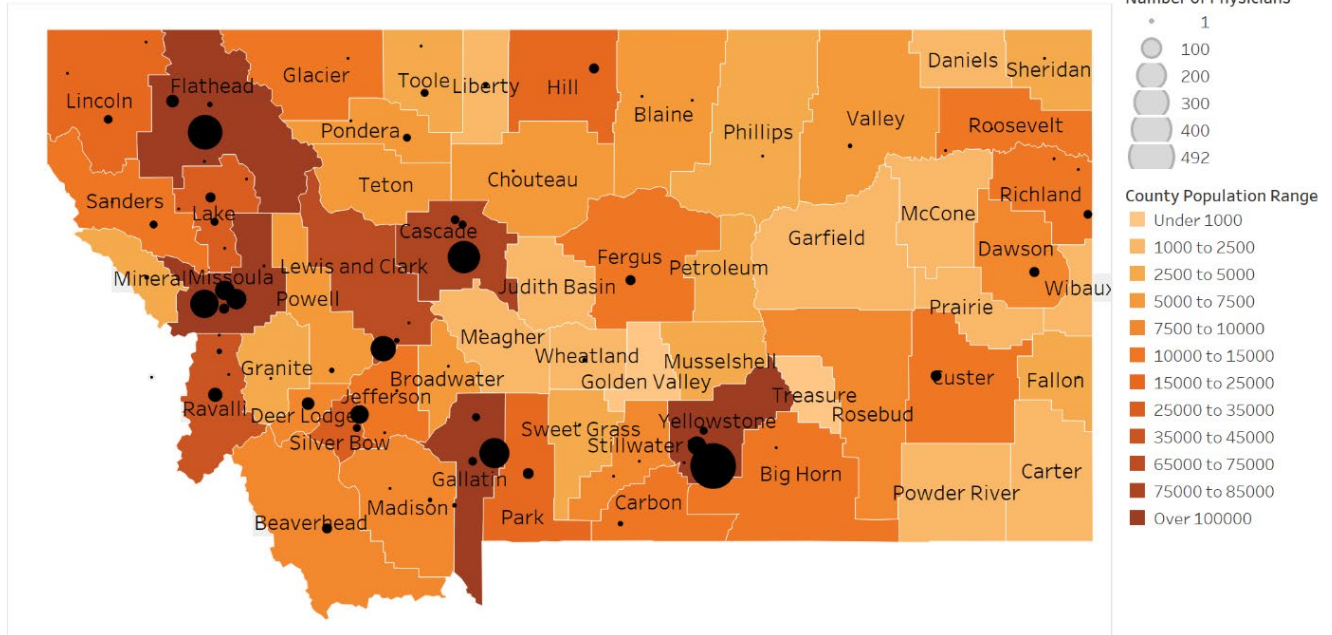 Number of Physicians
1
100
200
300
400
492
County Population Range
Under 1000
1000 to 2500
2500 to 5000
5000 to 7500
7500 to 10000
10000 to 15000
15000 to 25000
25000 to 35000
35000 to 45000
65000 to 75000
75000 to 85000
Over 100000
Lincoln
Flathead
Glacier
Toole
Liberty
Hill
Blaine
Phillips
Valley
Daniels
Sheridan
Roosevelt
Pondera
Teton
Chouteau
Sanders
Lake
Cascade
Richland
McCone
Garfield
Dawson
Wibaux
Mineral
Missoula
Powell
Lewis and Clark
Judith Basin
Fergus
Petroleum
Prairie
Meagher
Wheatland
Golden Valley
Musselshell
Treasure
Rosebud
Custer
Fallon
Granite
Broadwater
Jefferson
Ravalli
Deer Lodge
Silver Bow
Gallatin
Sweet Grass
Stillwater
Yellowstone
Big Horn
Powder River
Carter
Beaverhead
Madison
Park
Carbon